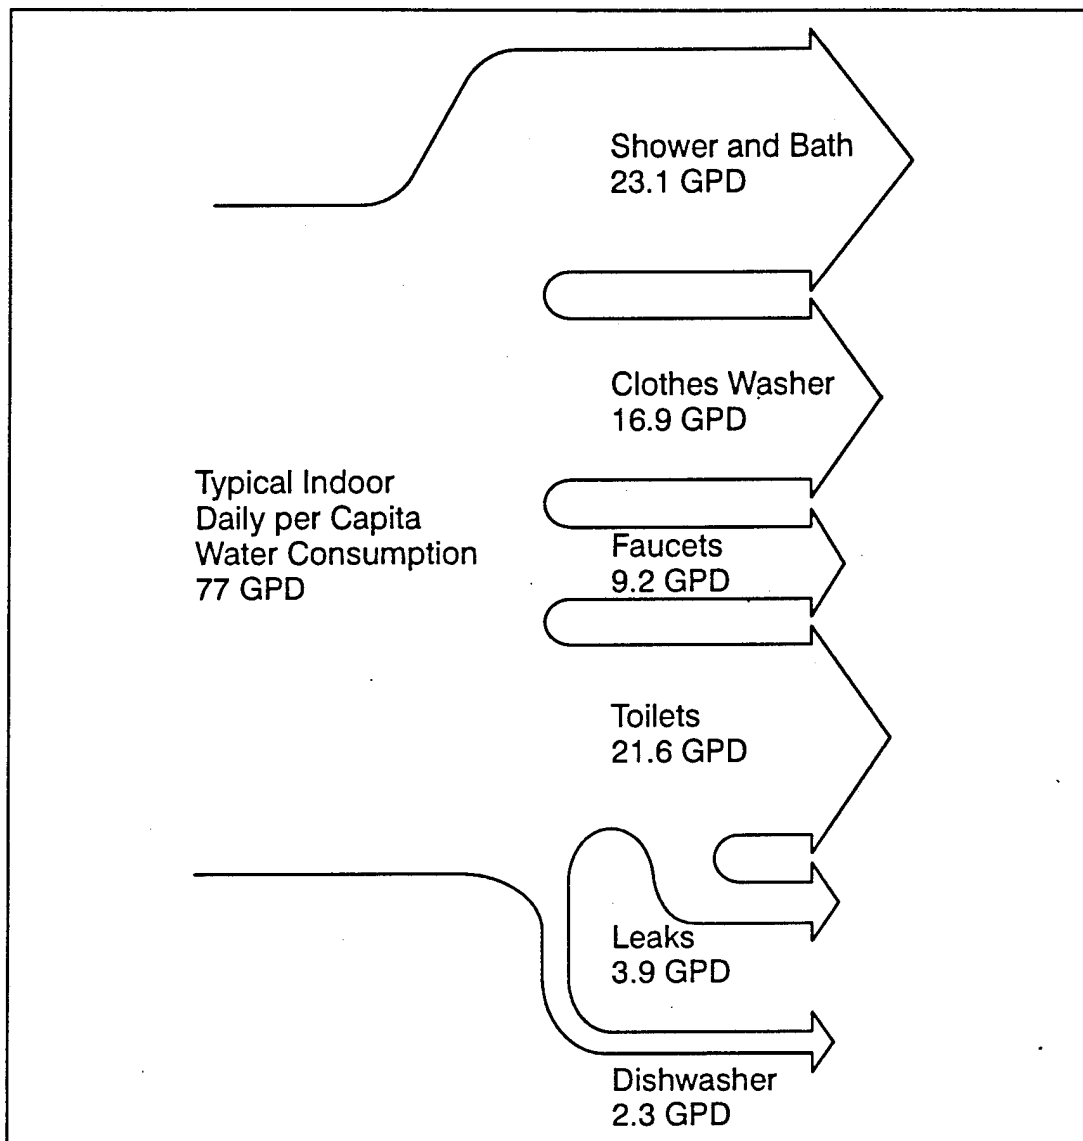 Shower and Bath
23.1 GPD
Clothes Washer
16.9 GPD
Typical Indoor
Daily per Capita
Water Consumption
77 GPD
Faucets
9.2 GPD
Toilets
21.6 GPD
Leaks
3.9 GPD
Dishwasher
2.3 GPD